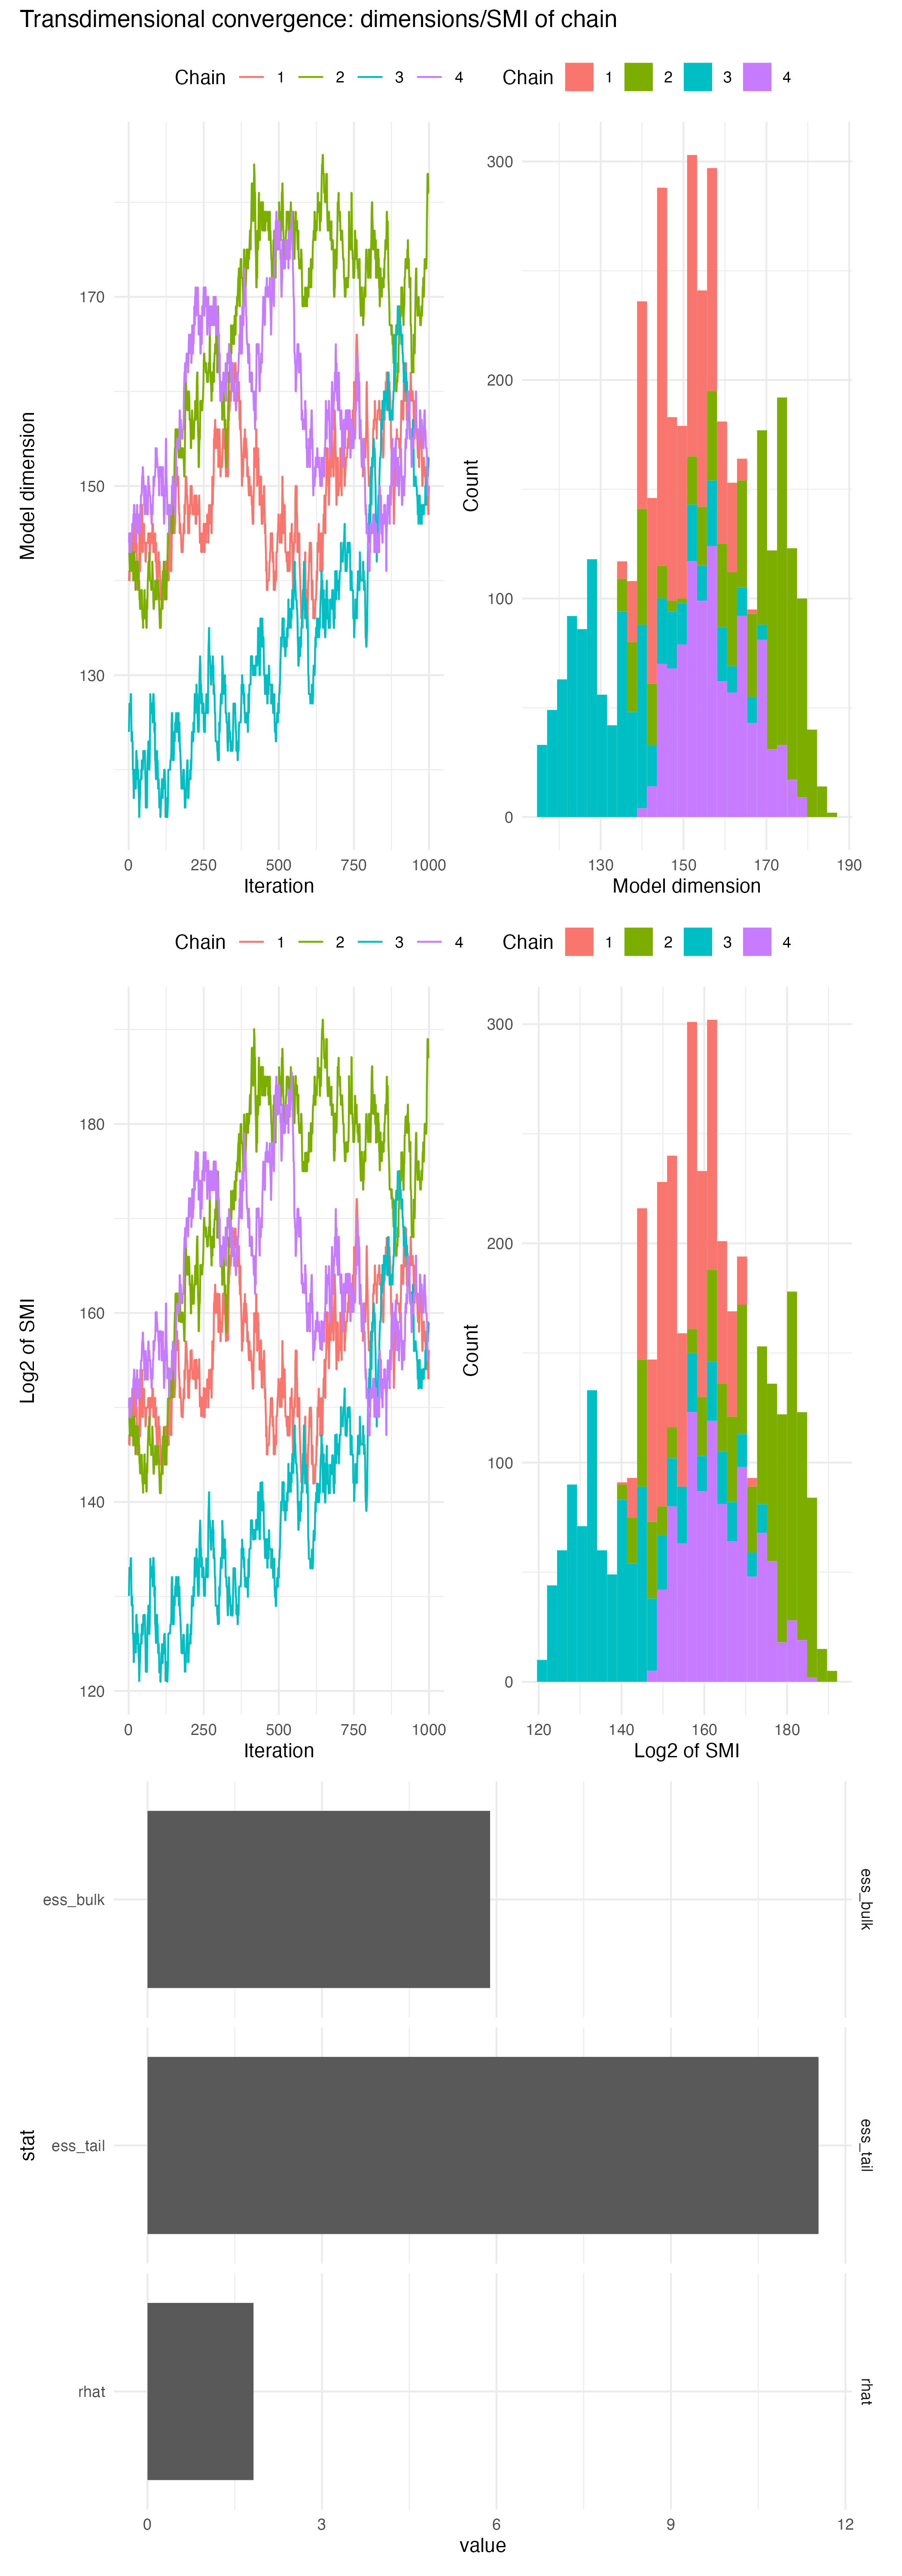 Transdimensional convergence: dimensions/SMI of chain
Chain 1 2 3 4
Chain 1 2 3 4
Model dimension
170
150
130
0 250 500 750 1000
Iteration
Count
300
200
100
0
130 150 170 190
Model dimension
Chain 1 2 3 4
Chain 1 2 3 4
Log2 of SMI
180
160
140
120
0 250 500 750 1000
Iteration
Count
300
200
100
0
120 140 160 180
Log2 of SMI
stat
ess_bulk
ess_bulk
ess_tail
ess_tail
rhat
rhat
0 3 6 9 12
value